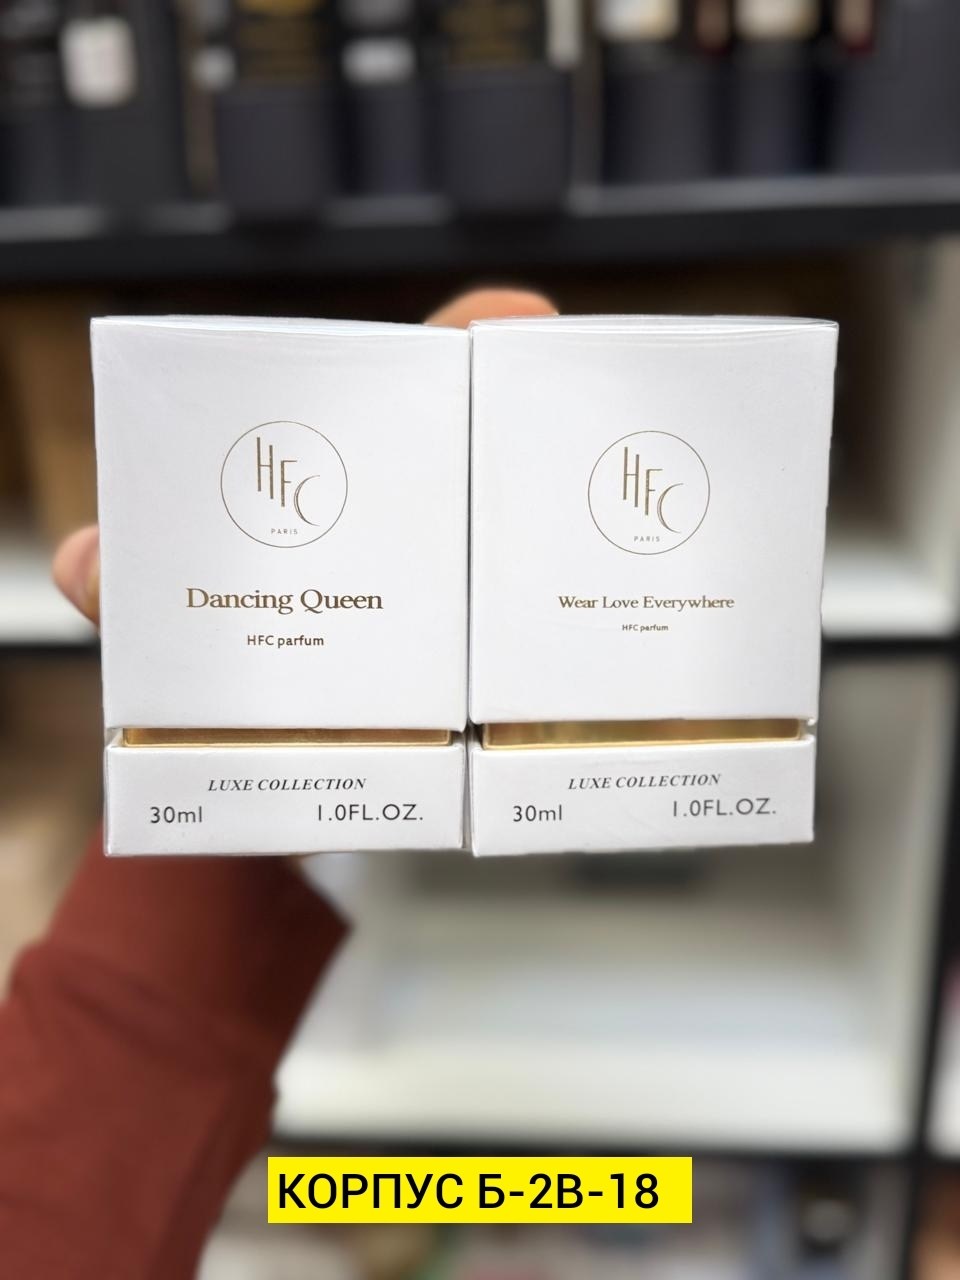 HFC
PARIS
Dancing Queen
HFC parfum
LUXE COLLECTION
30ml 1.0FL.OZ.
HFC
PARIS
Wear Love Everywhere
HFC parfum
LUXE COLLECTION
30ml 1.0FL.OZ.
КОРПУС Б-2В-18